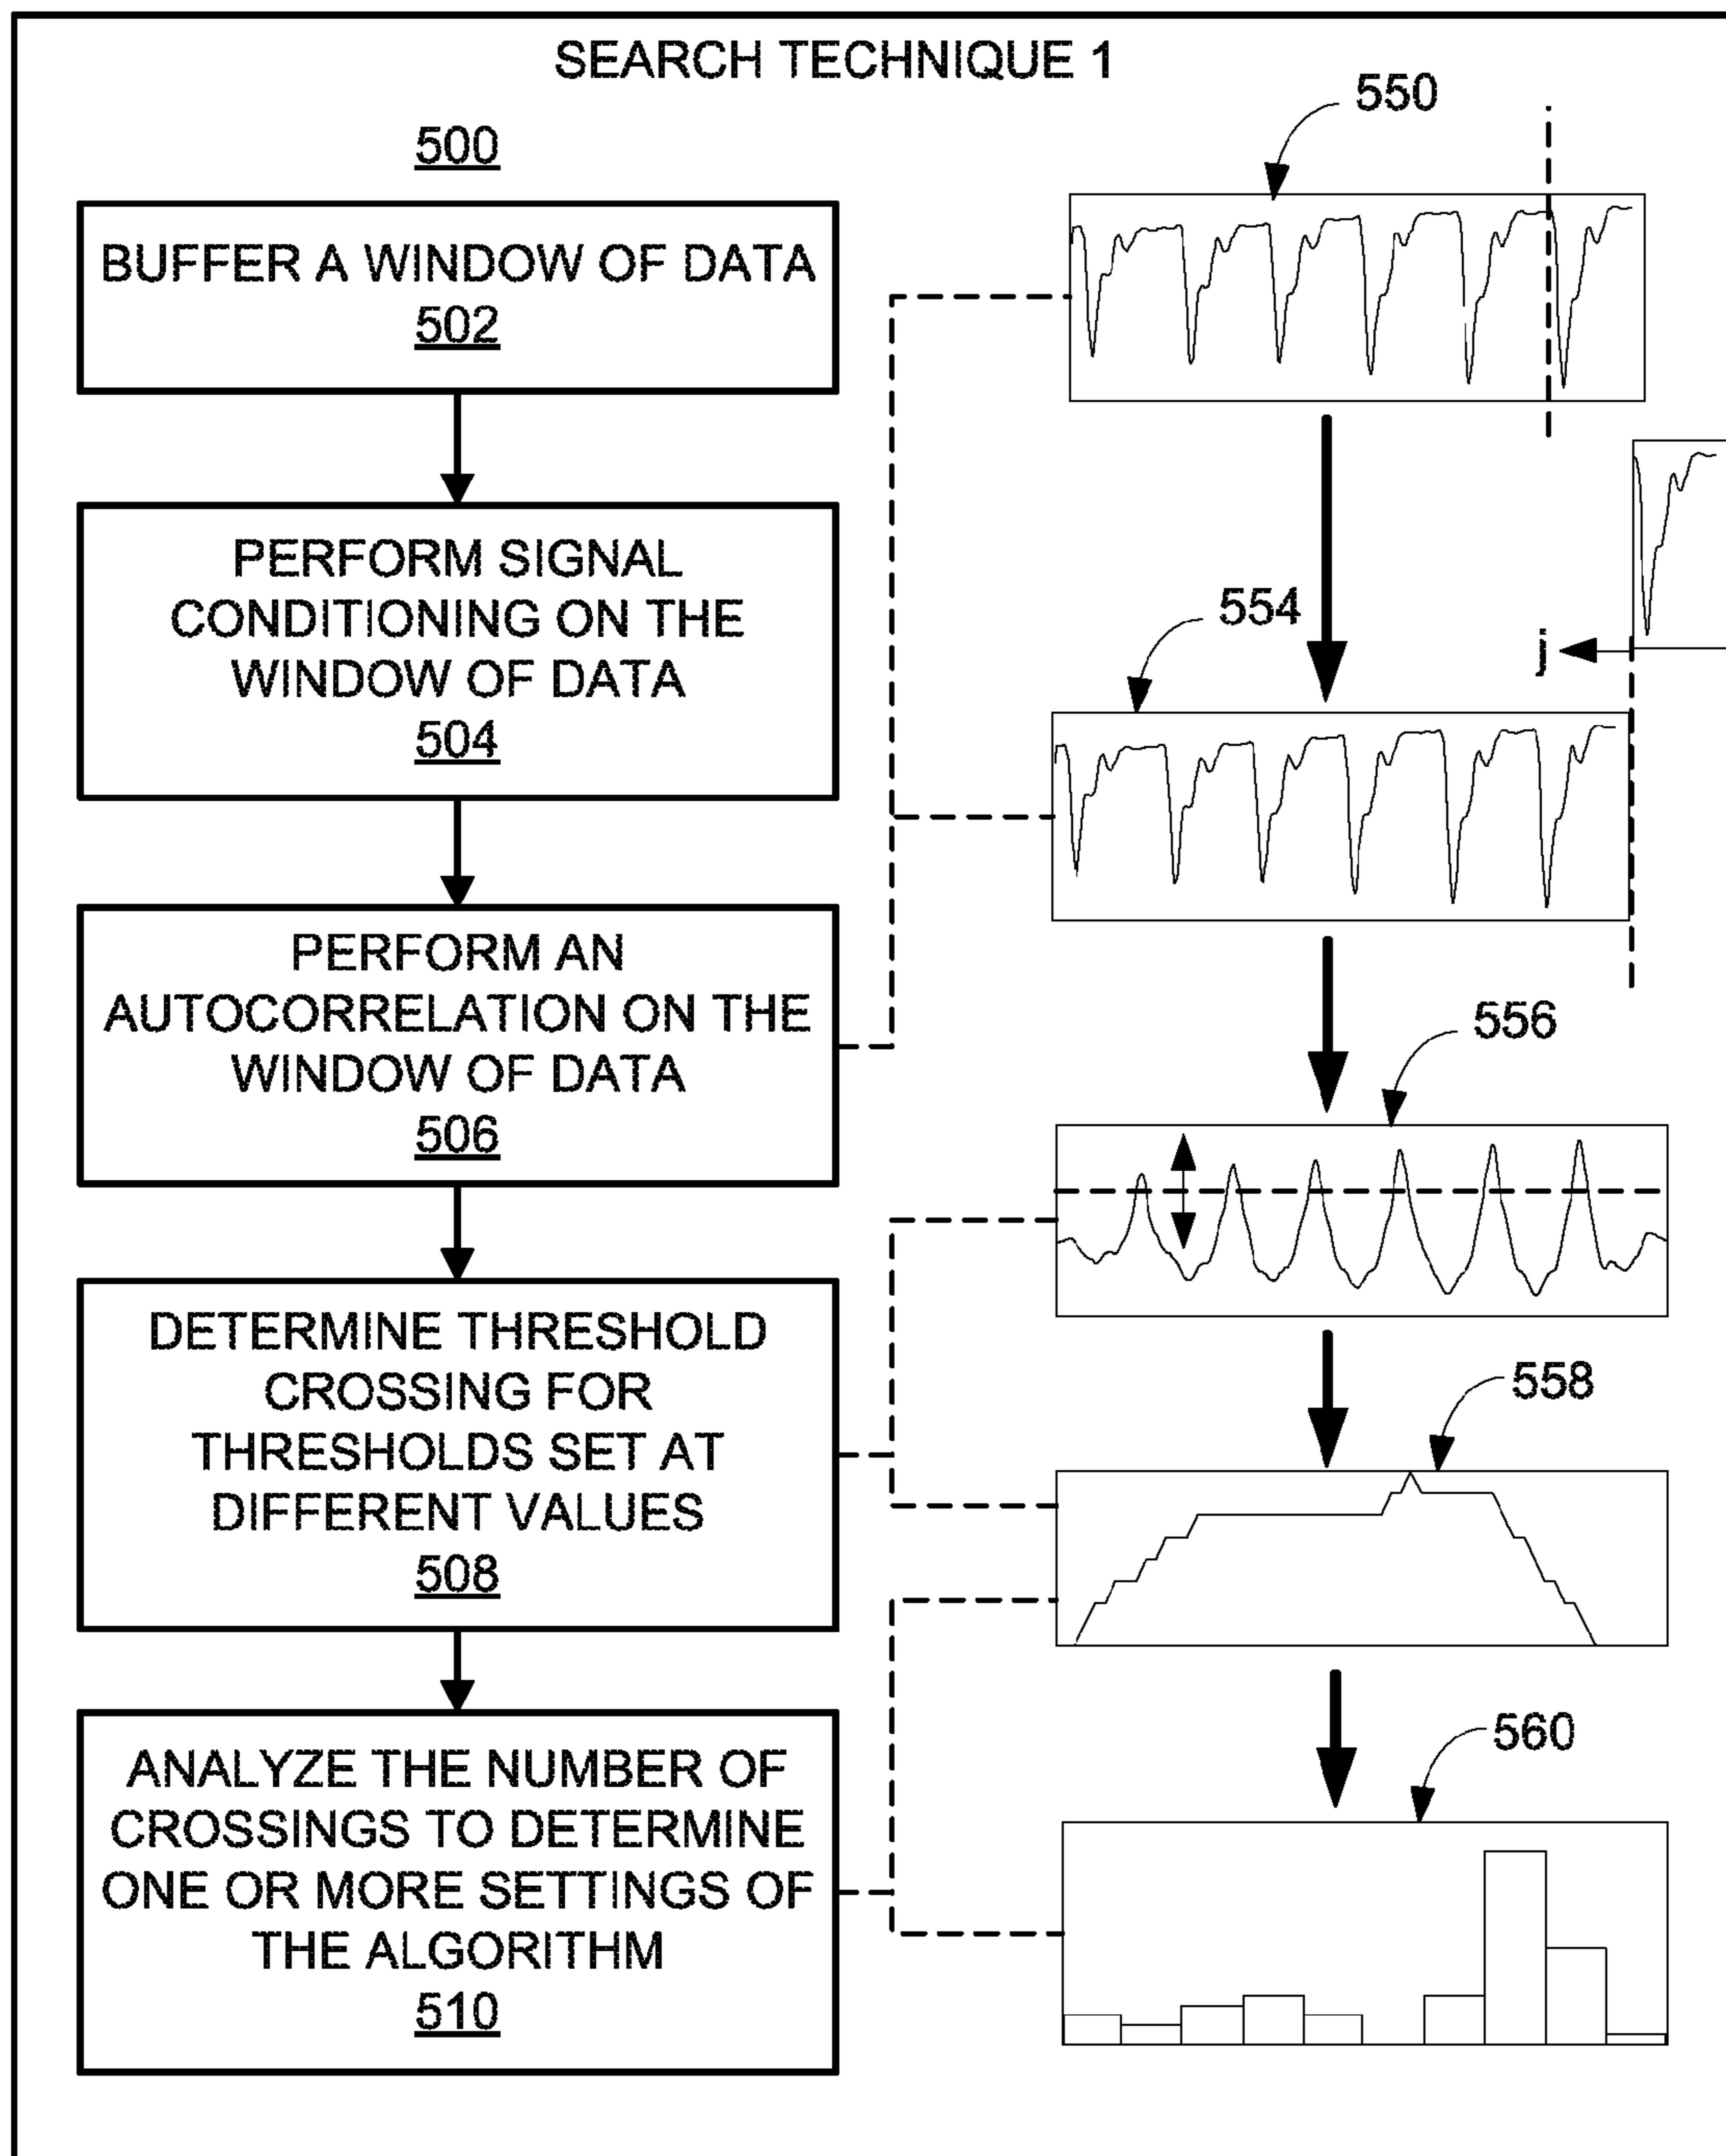 SEARCH TECHNIQUE 1
500
BUFFER A WINDOW OF DATA
502
PERFORM SIGNAL
CONDITIONING ON THE
WINDOW OF DATA
504
PERFORM AN
AUTOCORRELATION ON THE
WINDOW OF DATA
506
DETERMINE THRESHOLD
CROSSING FOR
THRESHOLDS SET AT
DIFFERENT VALUES
508
ANALYZE THE NUMBER OF
CROSSINGS TO DETERMINE
ONE OR MORE SETTINGS OF
THE ALGORITHM
510
550
554
j
556
558
560